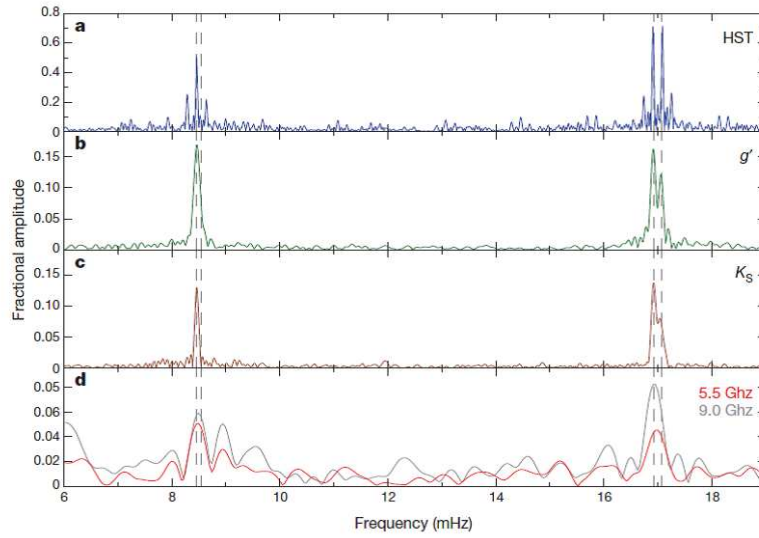 a
HST
0.8
0.6
0.4
0.2
0
b
g′
0.15
0.10
0.05
0
c
K_S
0.15
0.10
0.05
0
d
5.5 Ghz
9.0 Ghz
0.05
0.06
0.04
0.02
0
Fractional amplitude
6 8 10 12 14 16 18
Frequency (mHz)